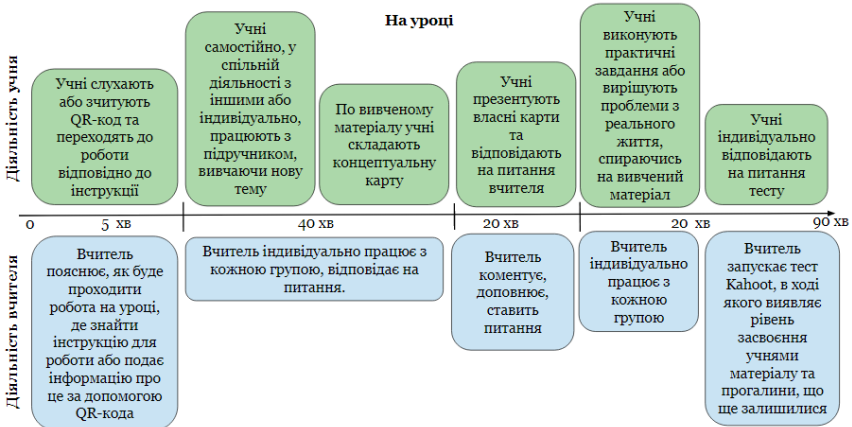 На уроці
Діяльність учня
Учні слухають
або зчитують
QR-код та
переходять до
роботи
відповідно до
інструкції
Учні
самостійно, у
спільній
діяльності з
іншими або
індивідуально,
працюють з
підручником,
вивчаючи нову
тему
По вивченому
матеріалу учні
складають
концептуальну
карту
Учні
презентують
власні карти
та
відповідають
на питання
вчителя
Учні
виконують
практичні
завдання або
вирішують
проблеми з
реального
життя,
спираючись
на вивчений
матеріал
Учні
індивідуально
відповідають
на питання
тесту
0 5 хв 40 хв 20 хв 20 хв 90 хв
Діяльність вчителя
Вчитель
пояснює, як буде
проходити
робота на уроці,
де знайти
інструкцію для
роботи або подає
інформацію про
це за допомогою
QR-кода
Вчитель індивідуально працює з
кожною групою, відповідає на
питання.
Вчитель
коментує,
доповнює,
ставить
питання
Вчитель
індивідуально
працює з
кожною
групою
Вчитель
запускає тест
Kahoot, в ході
якого виявляє
рівень
засвоєння
учнями
матеріалу та
прогалини, що
ще залишилися